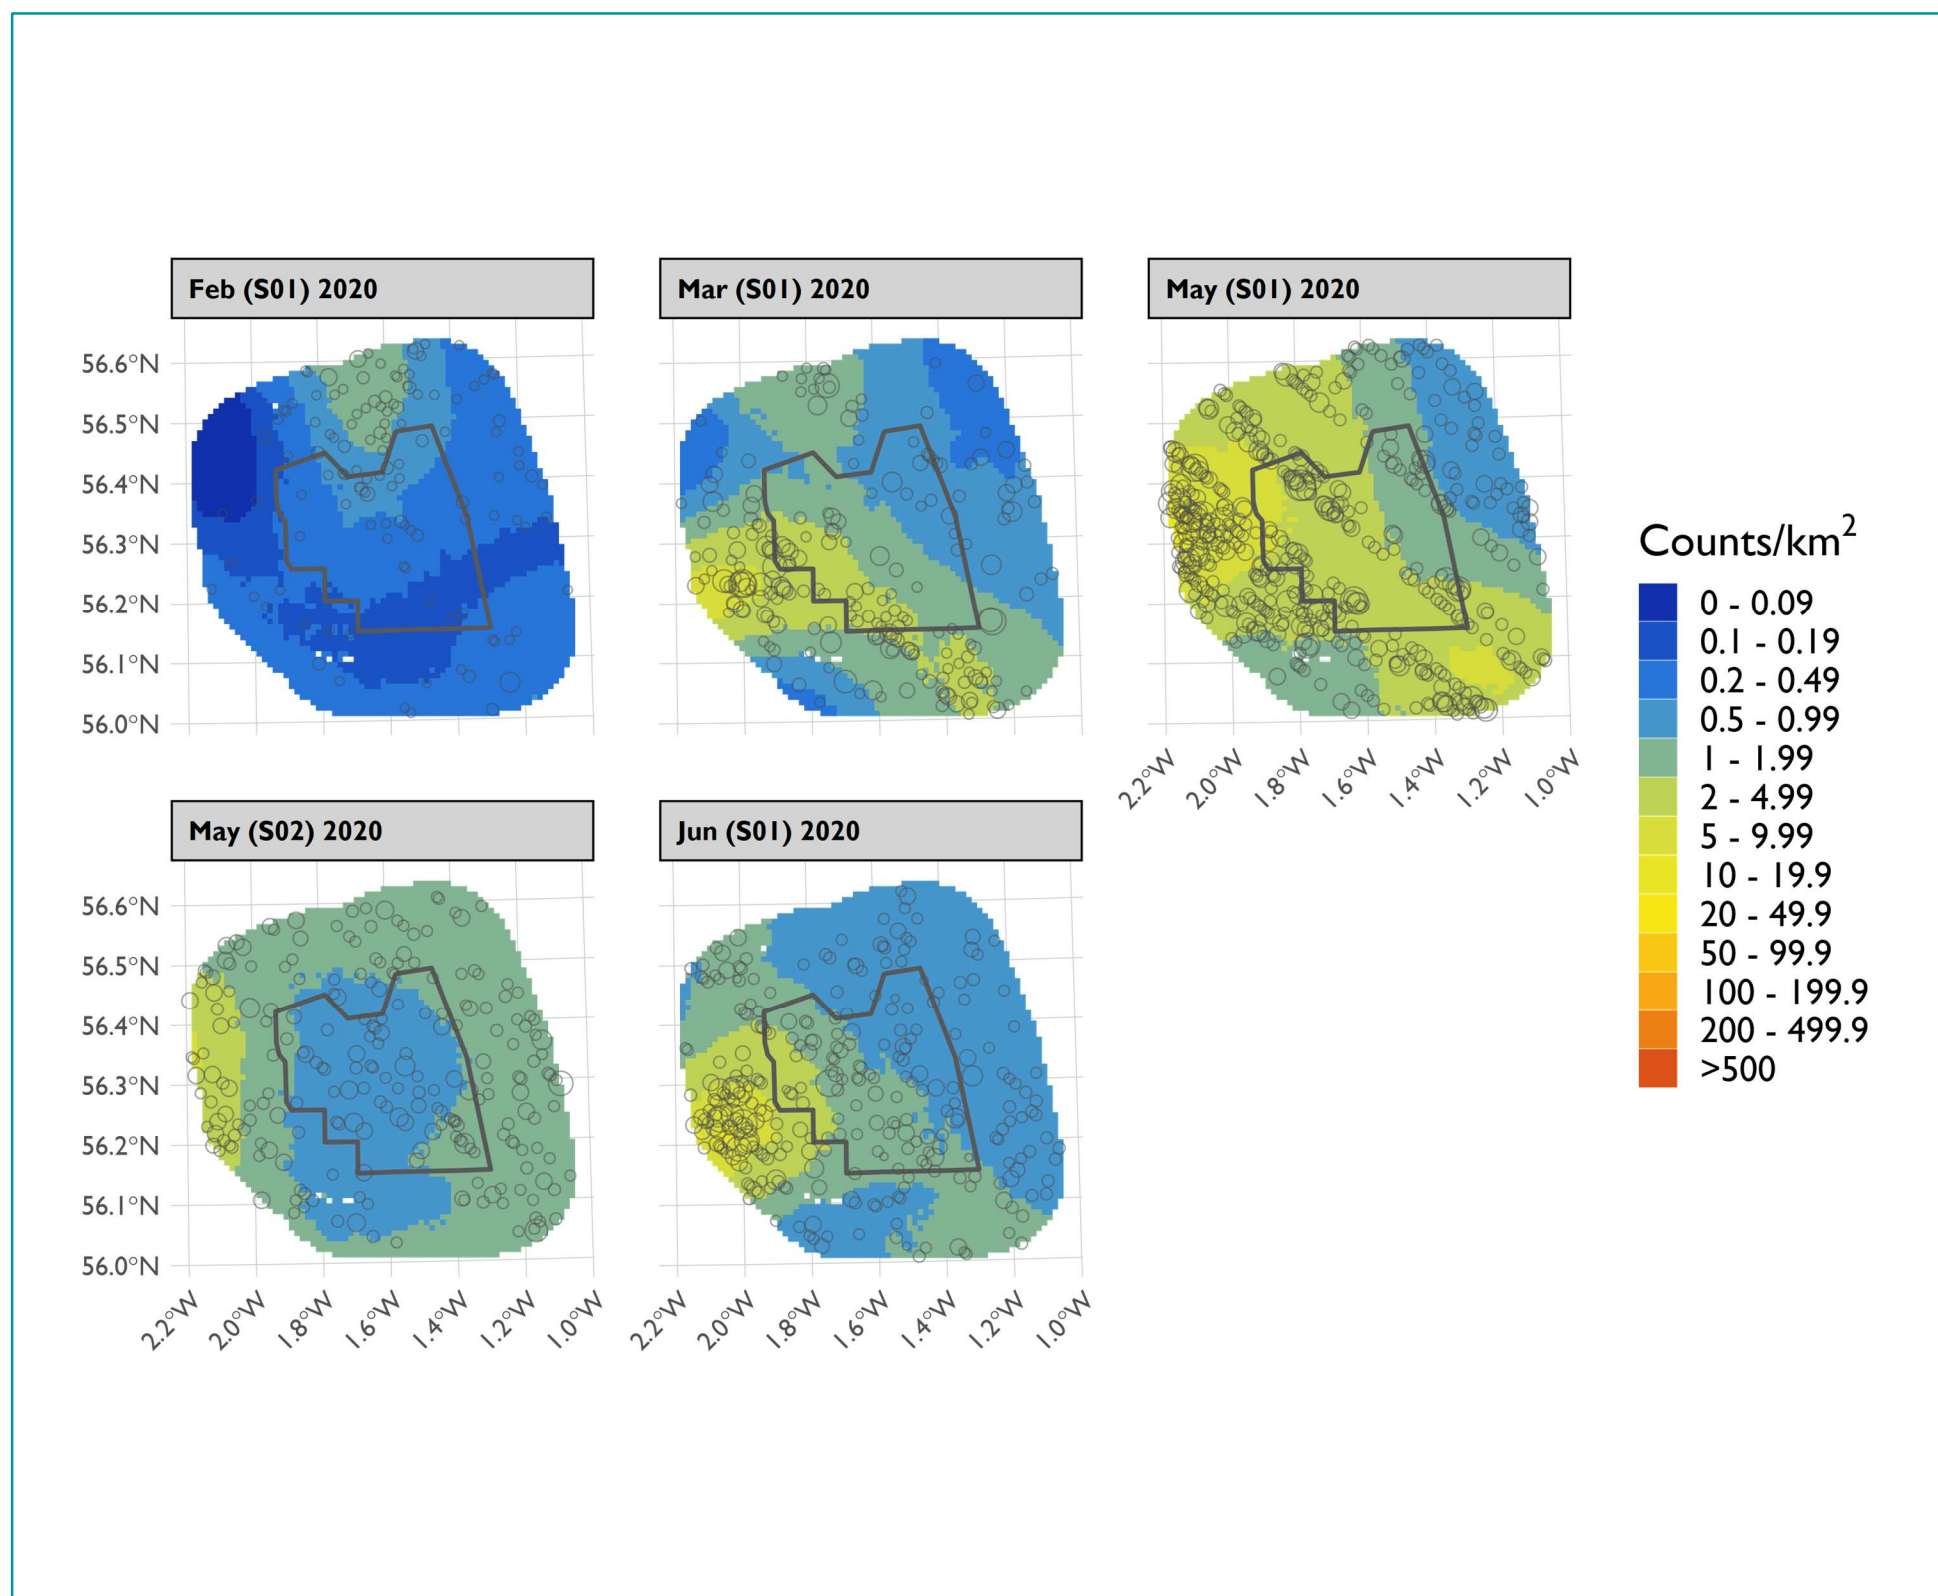 Feb (S01) 2020
Mar (S01) 2020
May (S01) 2020
56.6°N
56.5°N
56.4°N
56.3°N
56.2°N
56.1°N
56.0°N
2.2°W
2.0°W
1.8°W
1.6°W
1.4°W
1.2°W
1.0°W
May (S02) 2020
Jun (S01) 2020
56.6°N
56.5°N
56.4°N
56.3°N
56.2°N
56.1°N
56.0°N
2.2°W
2.0°W
1.8°W
1.6°W
1.4°W
1.2°W
1.0°W
2.2°W
2.0°W
1.8°W
1.6°W
1.4°W
1.2°W
1.0°W
Counts/km²
0 - 0.09
0.1 - 0.19
0.2 - 0.49
0.5 - 0.99
1 - 1.99
2 - 4.99
5 - 9.99
10 - 19.9
20 - 49.9
50 - 99.9
100 - 199.9
200 - 499.9
>500